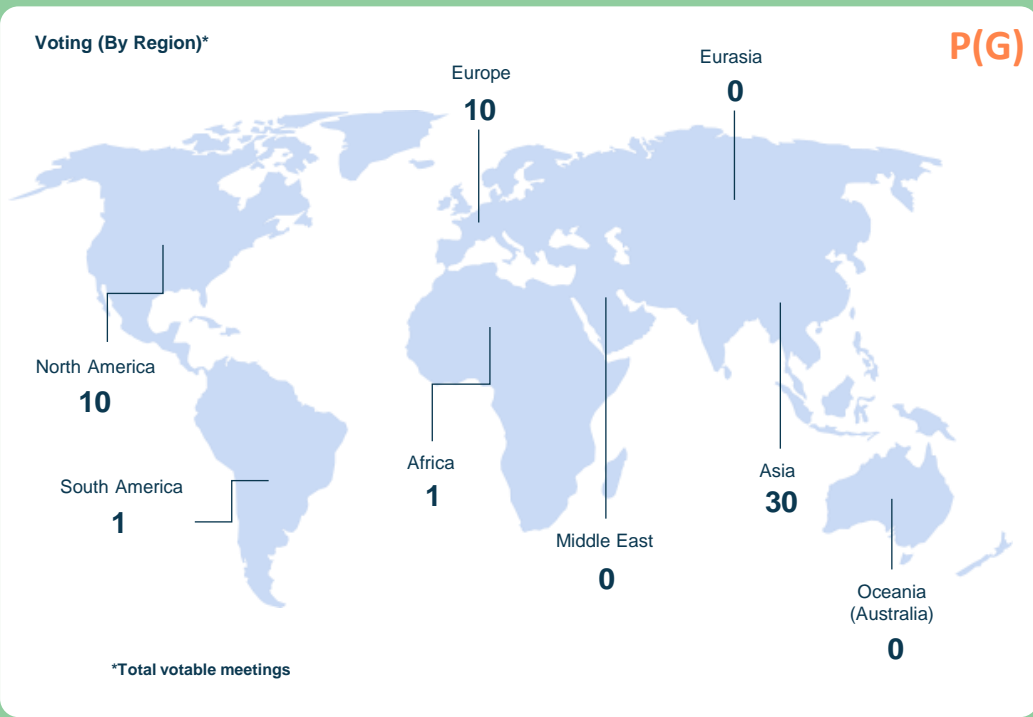 Voting (By Region)*
P(G)
Europe
10
Eurasia
0
North America
10
South America
1
Africa
1
Middle East
0
Asia
30
Oceania
(Australia)
0
*Total votable meetings